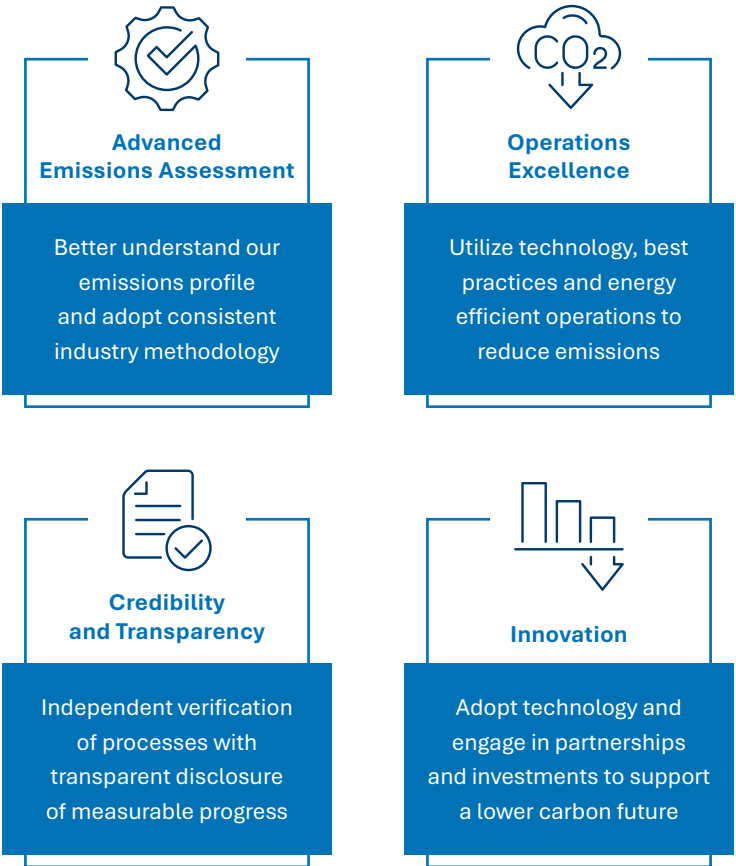 Advanced
Emissions Assessment
Better understand our
emissions profile
and adopt consistent
industry methodology
CO2
Operations
Excellence
Utilize technology, best
practices and energy
efficient operations to
reduce emissions
Credibility
and Transparency
Independent verification
of processes with
transparent disclosure
of measurable progress
Innovation
Adopt technology and
engage in partnerships
and investments to support
a lower carbon future